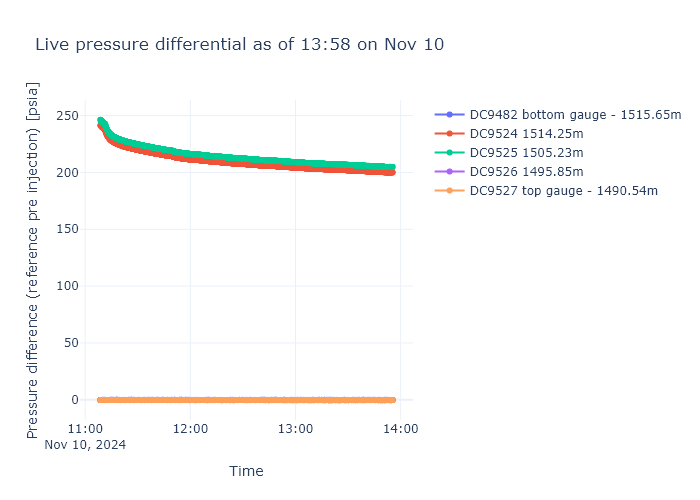 Live pressure differential as of 13:58 on Nov 10
Pressure difference (reference pre injection) [psia]
250
200
150
100
50
0
11:00
Nov 10, 2024
12:00
13:00
14:00
Time
DC9482 bottom gauge - 1515.65m
DC9524 1514.25m
DC9525 1505.23m
DC9526 1495.85m
DC9527 top gauge - 1490.54m